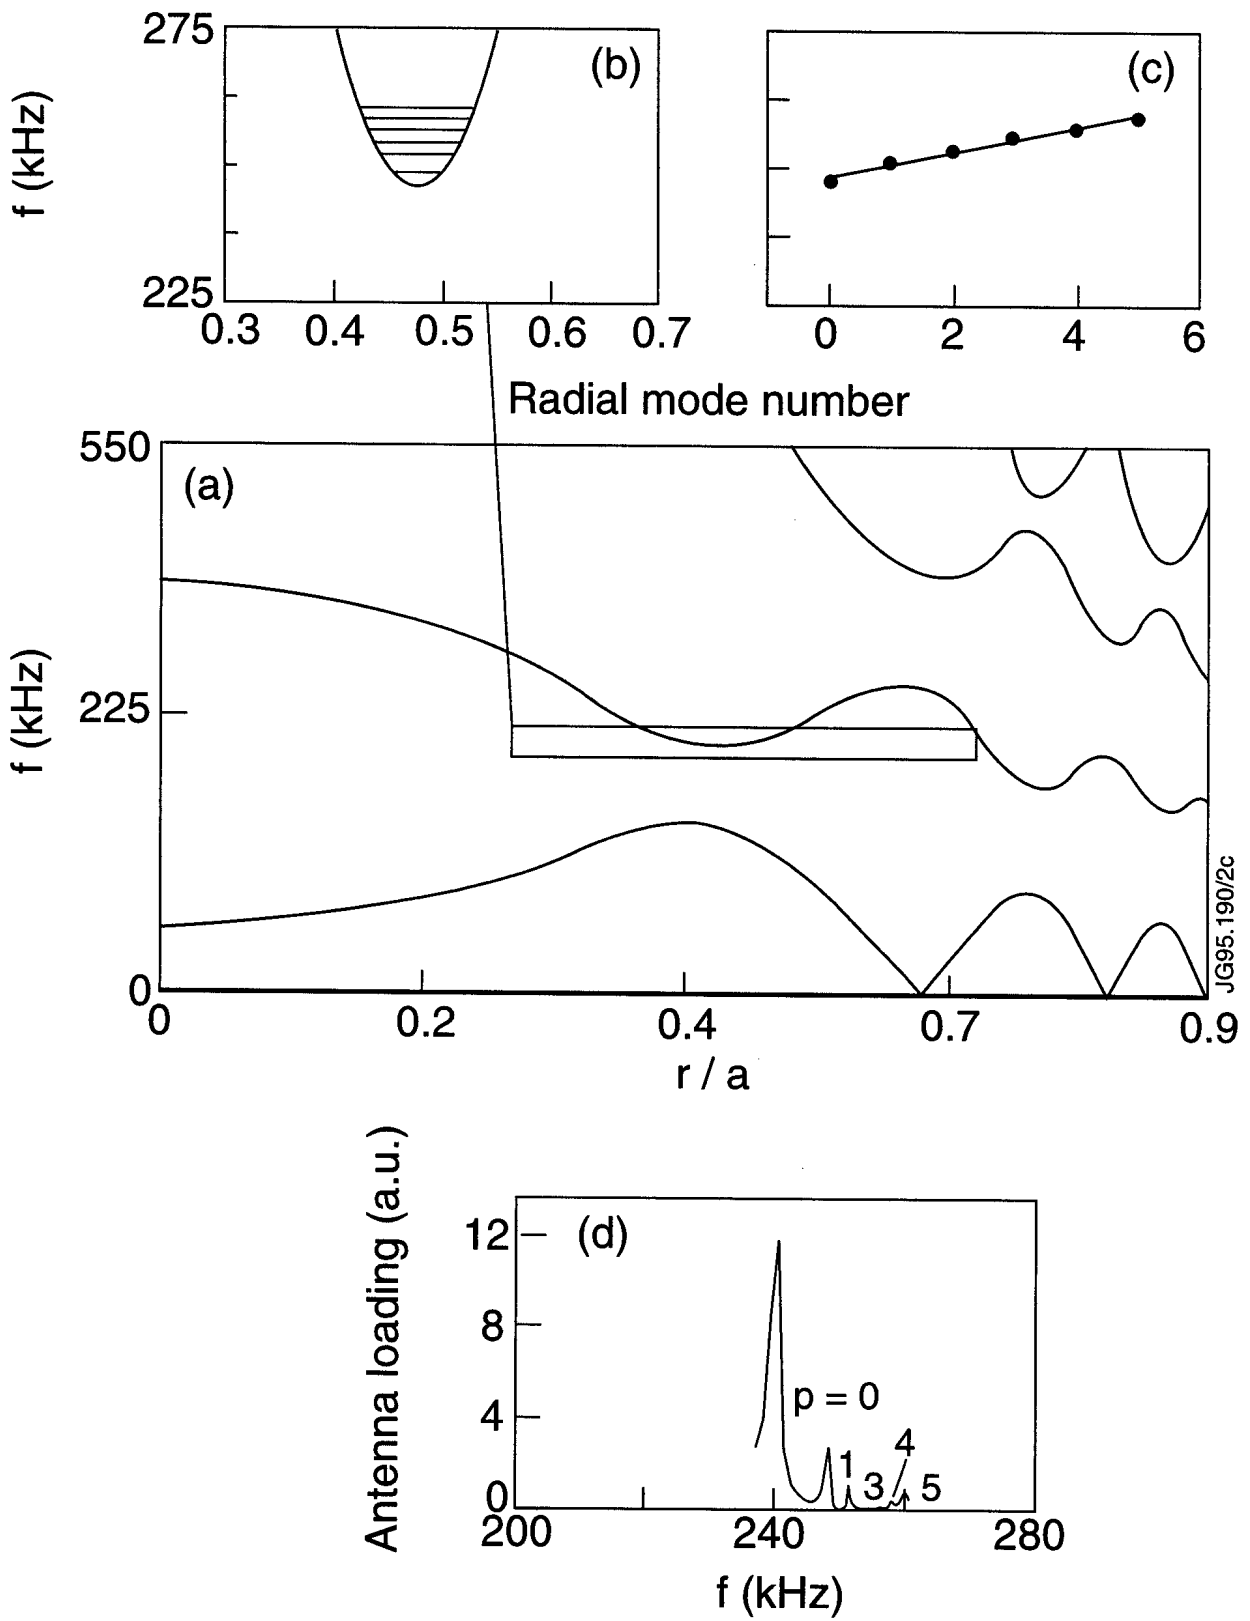 275
(b)
f (kHz)
225
0.3 0.4 0.5 0.6 0.7
(c)
0 2 4 6
Radial mode number
550
(a)
f (kHz)
225
0
0 0.2 0.4 0.7 0.9
r / a
JG95.190/2c
Antenna loading (a.u.)
12
(d)
8
p = 0
4
4
1
3
5
0
200 240 280
f (kHz)